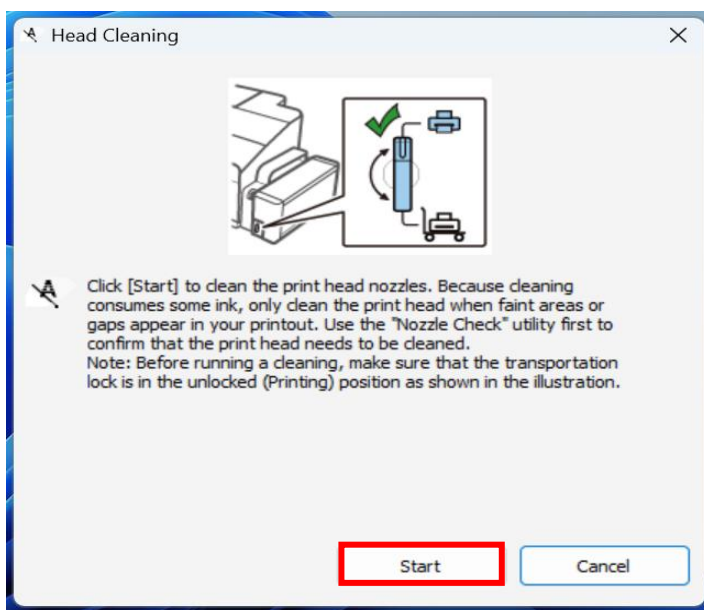 Head Cleaning
Click [Start] to clean the print head nozzles. Because cleaning
consumes some ink, only clean the print head when faint areas or
gaps appear in your printout. Use the "Nozzle Check" utility first to
confirm that the print head needs to be cleaned.
Note: Before running a cleaning, make sure that the transportation
lock is in the unlocked (Printing) position as shown in the illustration.
Start
Cancel